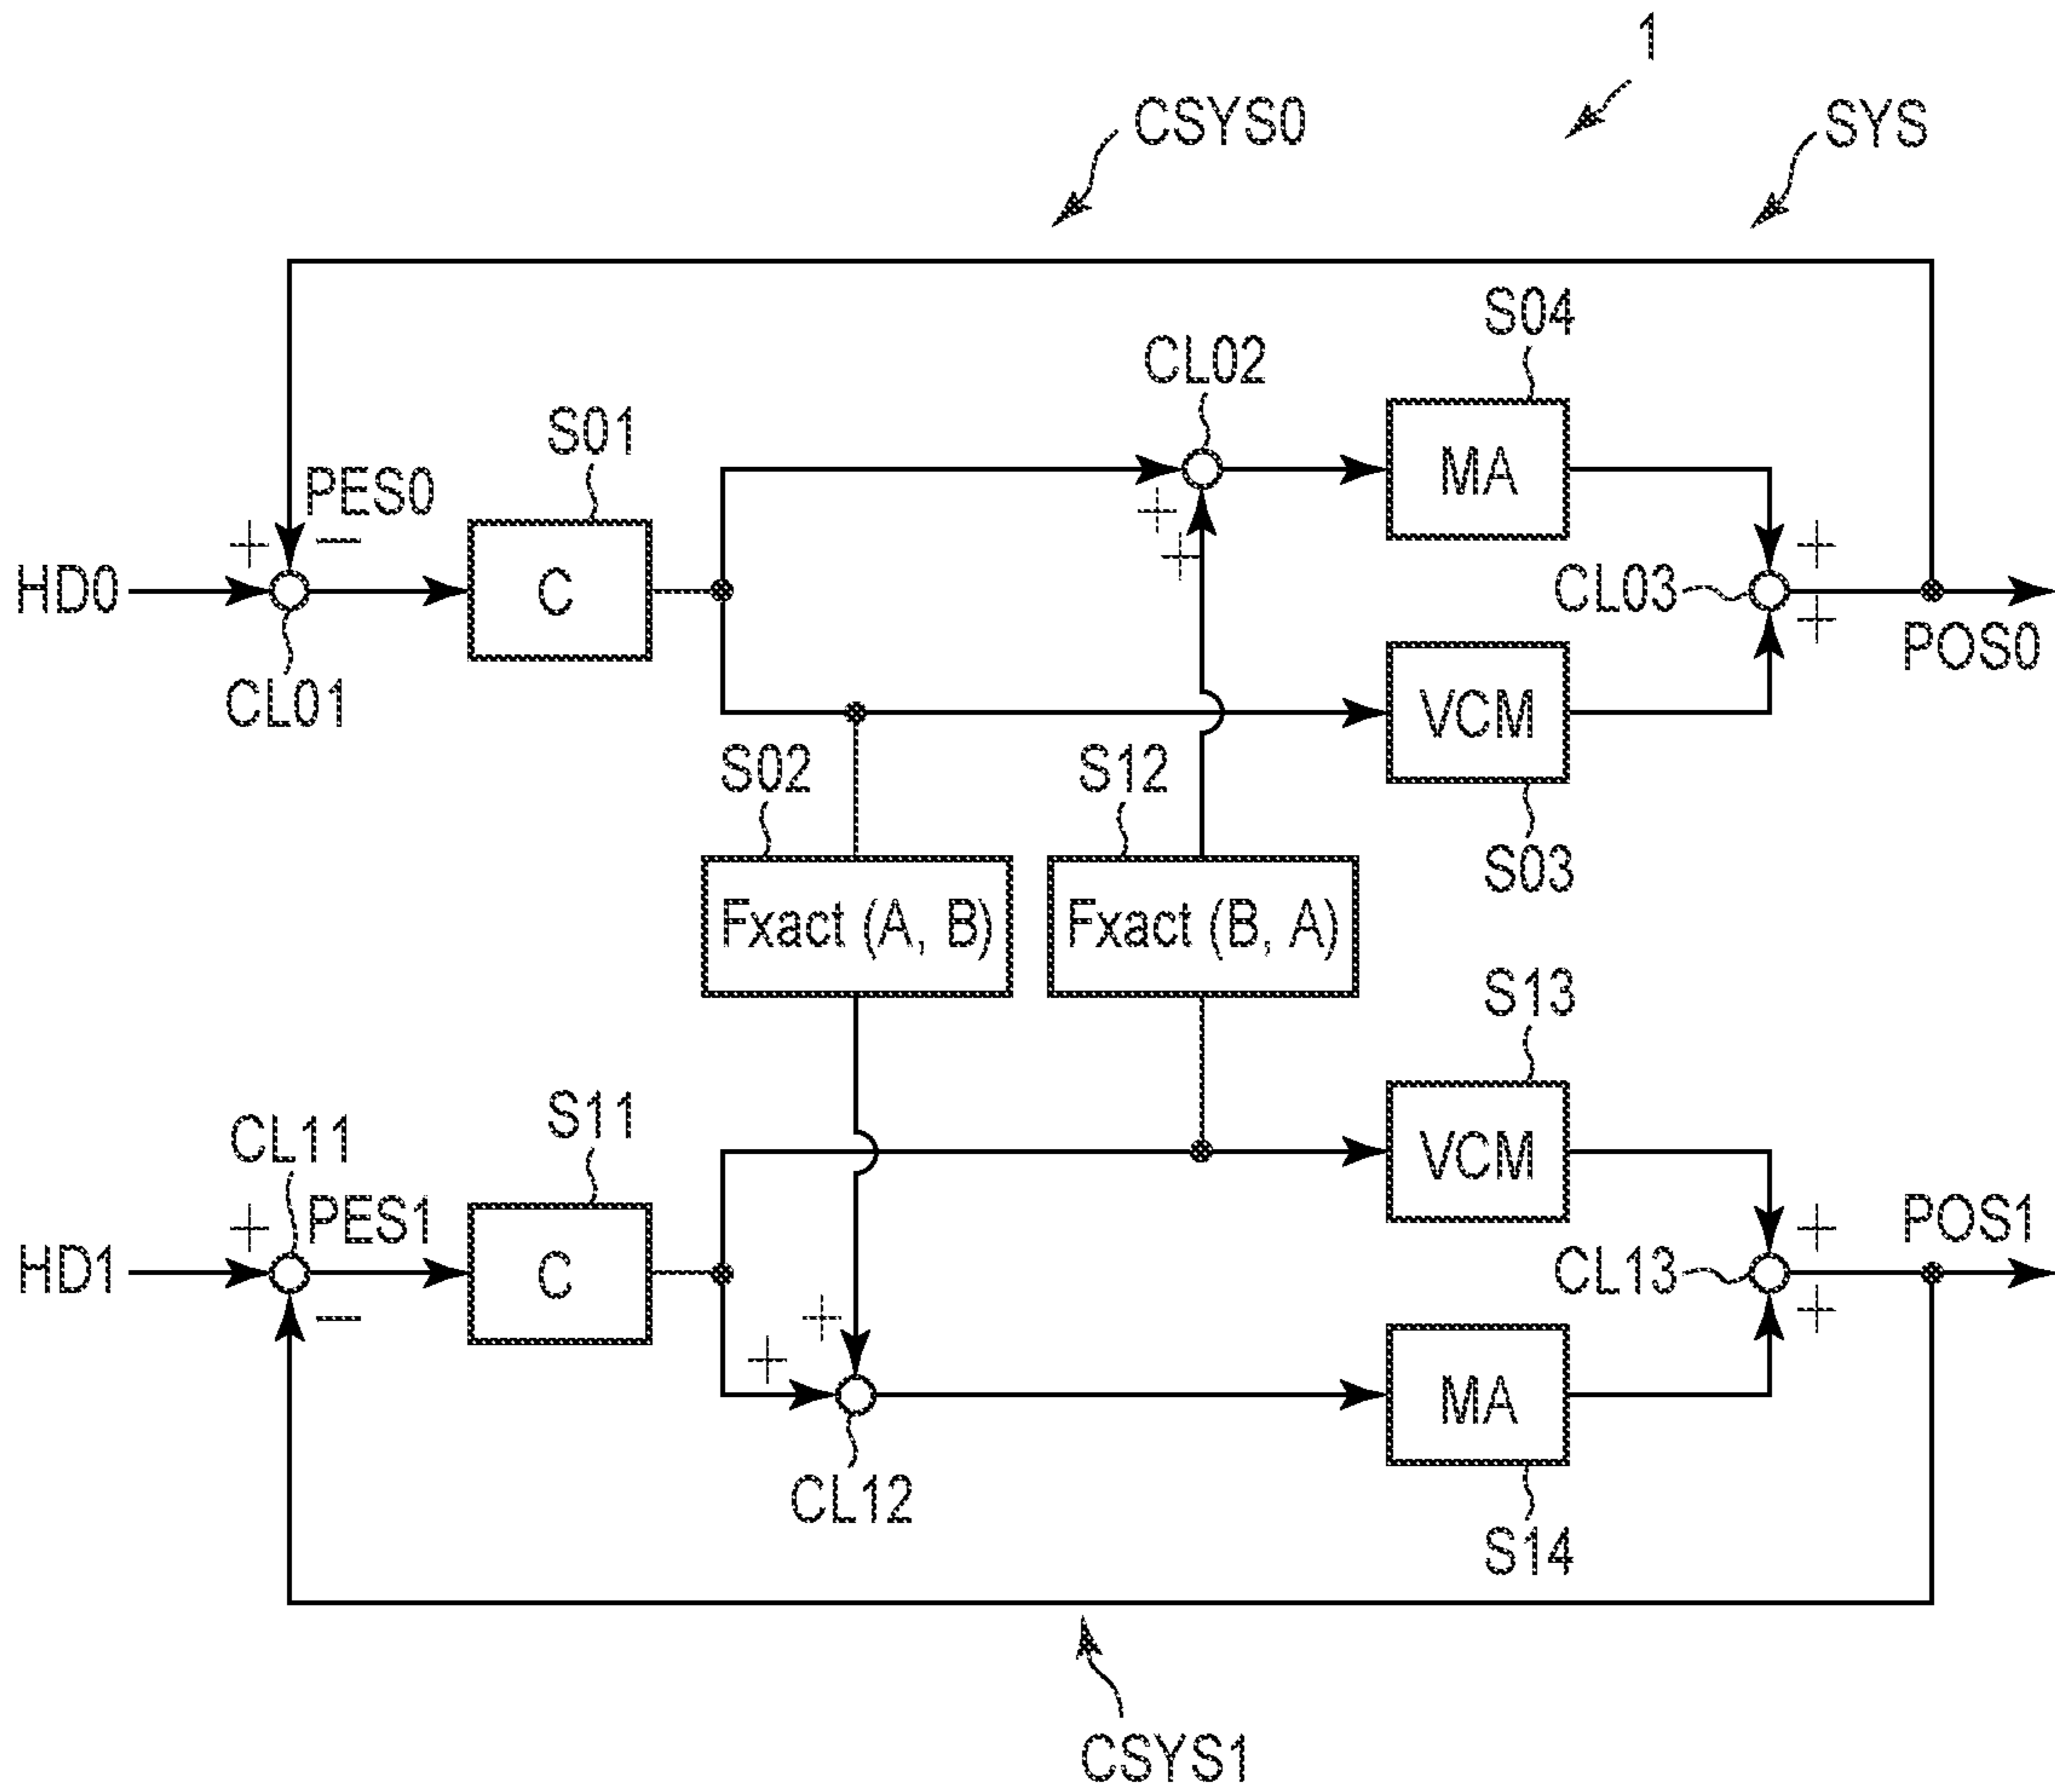 1
CSYS0
SYS
S04
CL02
S01
PES0
MA
+
−
+
+
+
HD0
C
CL03
+
POS0
CL01
VCM
S02
S12
S03
Fxact (A, B)
Fxact (B, A)
S13
CL11
S11
VCM
+
PES1
+
POS1
HD1
C
CL13
−
+
+
+
MA
CL12
S14
CSYS1